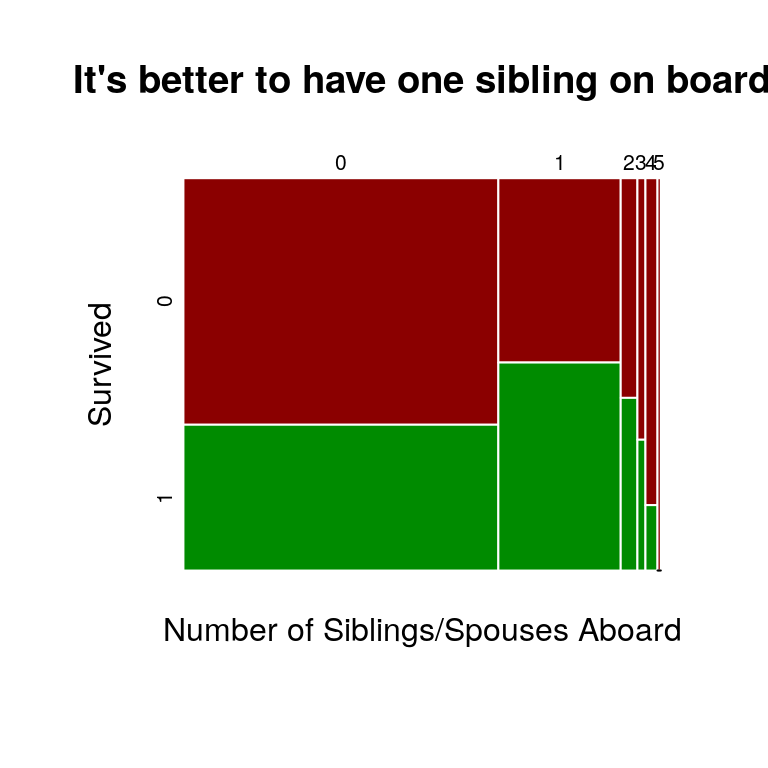 It's better to have one sibling on board
0 1 2 3 4 5
Survived
0
1
Number of Siblings/Spouses Aboard